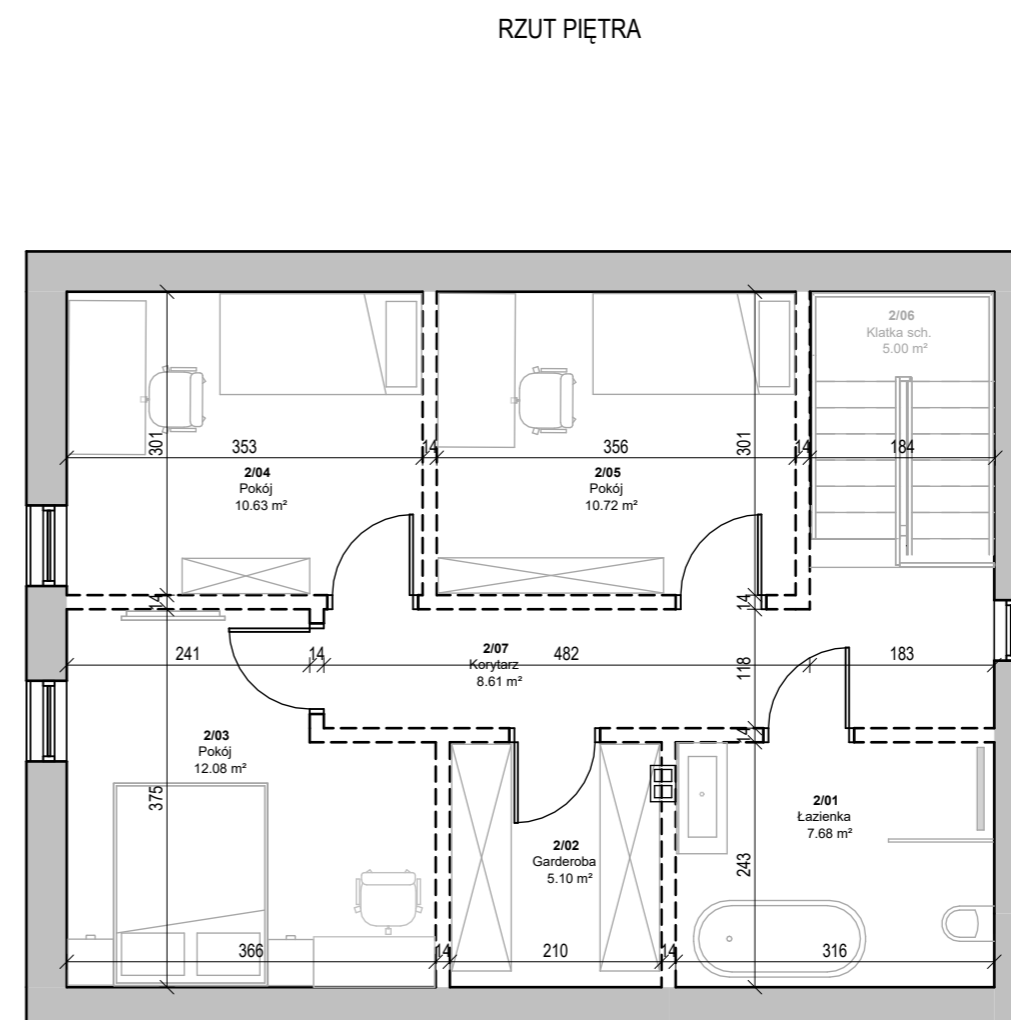 RZUT PIĘTRA
2/06
Klatka sch.
5.00 m²
301
353
14
356
301
14
184
2/04
Pokój
10.63 m²
2/05
Pokój
10.72 m²
14
14
241
14
2/07
Korytarz
8.61 m²
482
118
183
2/03
Pokój
12.08 m²
14
375
2/01
Łazienka
7.68 m²
2/02
Garderoba
5.10 m²
243
366
14
210
14
316